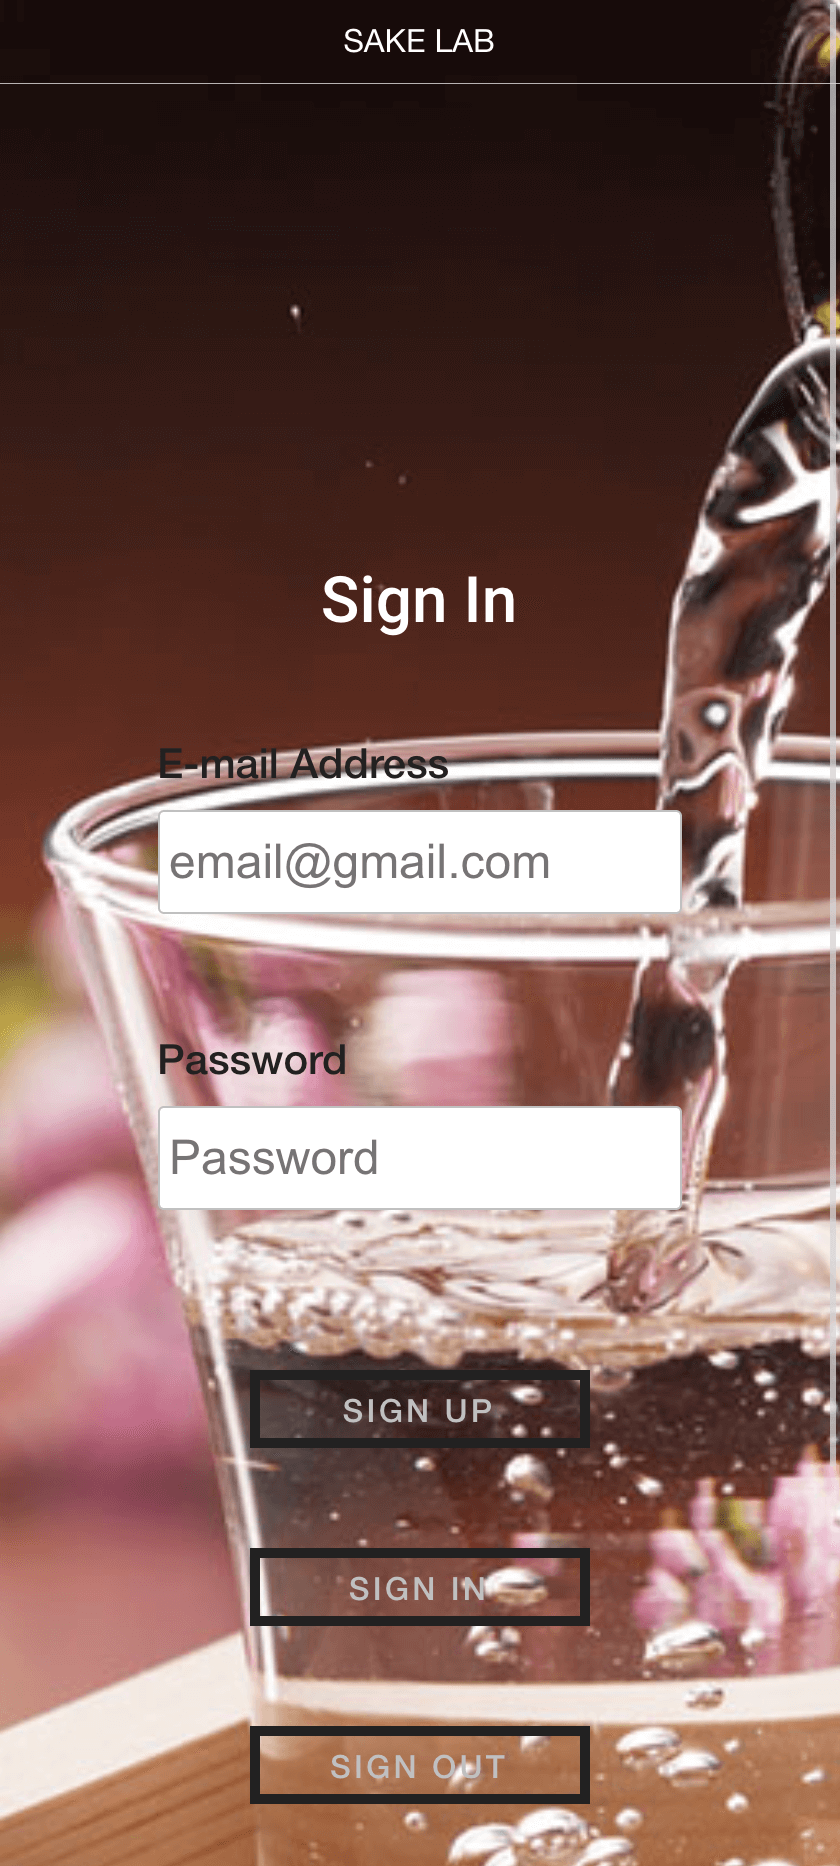 SAKE LAB
Sign In
E-mail Address
email@gmail.com
Password
Password
SIGN UP
SIGN IN
SIGN OUT